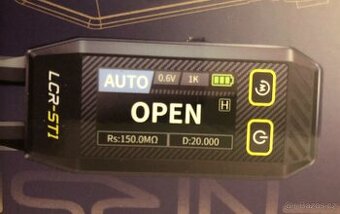 AUTO 0.6V 1K
OPEN
H
Rs:150.0MΩ D:20.000
LCR-ST1